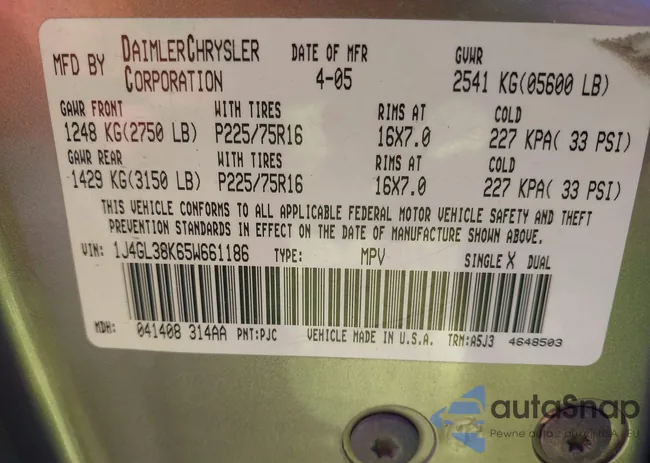 MFD BY DAIMLERCHRYSLER CORPORATION DATE OF MFR 4-05 GVWR 2541 KG(05600 LB)
GAWR FRONT WITH TIRES RIMS AT COLD
1248 KG(2750 LB) P225/75R16 16X7.0 227 KPA( 33 PSI)
GAWR REAR WITH TIRES RIMS AT COLD
1429 KG(3150 LB) P225/75R16 16X7.0 227 KPA( 33 PSI)
THIS VEHICLE CONFORMS TO ALL APPLICABLE FEDERAL MOTOR VEHICLE SAFETY AND THEFT
PREVENTION STANDARDS IN EFFECT ON THE DATE OF MANUFACTURE SHOWN ABOVE.
VIN: 1J4GL38K65W661186 TYPE: MPV SINGLE X DUAL
MDH: 041408 314AA PNT:PJC VEHICLE MADE IN U.S.A. TRM:A5J3 4648503
autoSnap
Pewne auta z